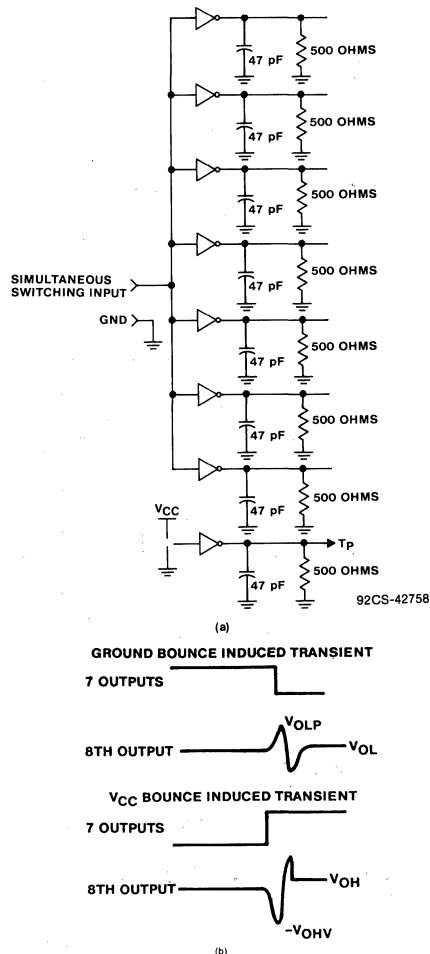 500 OHMS
47 pF
500 OHMS
47 pF
500 OHMS
47 pF
500 OHMS
47 pF
SIMULTANEOUS
SWITCHING INPUT
GND
500 OHMS
47 pF
500 OHMS
47 pF
500 OHMS
47 pF
VCC
TP
500 OHMS
47 pF
92CS-42758
(a)
GROUND BOUNCE INDUCED TRANSIENT
7 OUTPUTS
VOLP
8TH OUTPUT
VOL
VCC BOUNCE INDUCED TRANSIENT
7 OUTPUTS
VOH
8TH OUTPUT
-VOHV
(b)